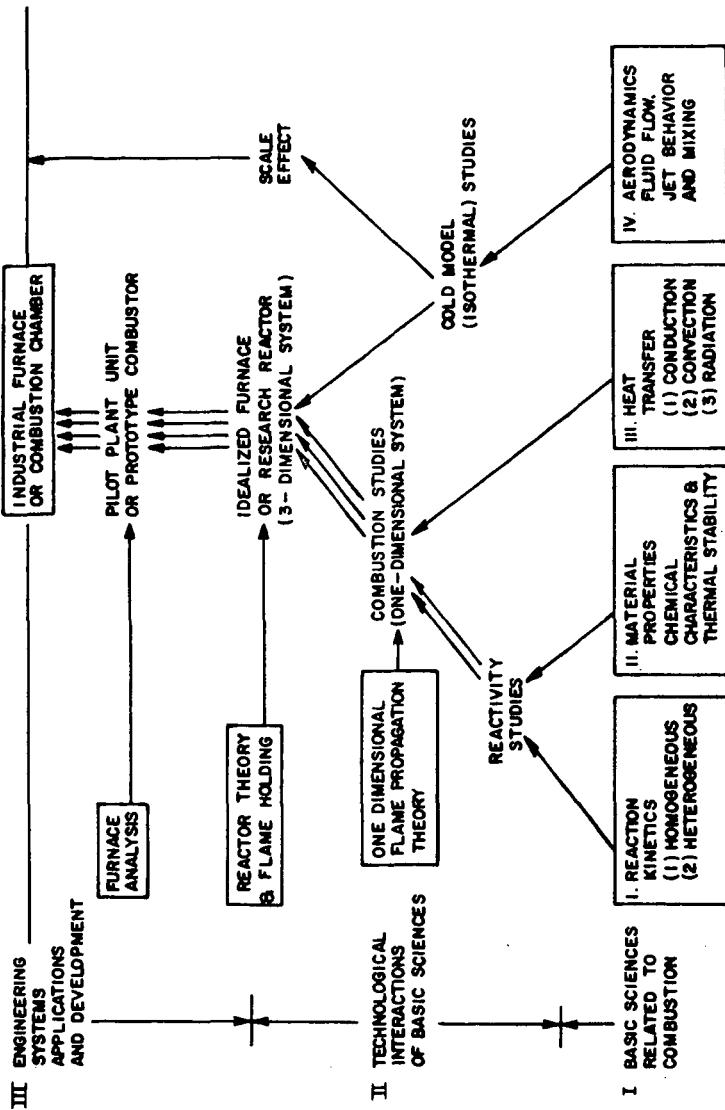 III ENGINEERING
SYSTEMS
APPLICATIONS
AND DEVELOPMENT
INDUSTRIAL FURNACE
OR COMBUSTION CHAMBER
FURNACE
ANALYSIS
PILOT PLANT UNIT
OR PROTOTYPE COMBUSTOR
SCALE
EFFECT
REACTOR THEORY
& FLAME HOLDING
IDEALIZED FURNACE
OR RESEARCH REACTOR
(3- DIMENSIONAL SYSTEM)
II TECHNOLOGICAL
INTERACTIONS
OF BASIC SCIENCES
ONE DIMENSIONAL
FLAME PROPAGATION
THEORY
COMBUSTION STUDIES
(ONE-DIMENSIONAL SYSTEM)
COLD MODEL
(ISOTHERMAL) STUDIES
REACTIVITY
STUDIES
I BASIC SCIENCES
RELATED TO
COMBUSTION
I. REACTION
KINETICS
(1) HOMOGENEOUS
(2) HETEROGENEOUS
II. MATERIAL
PROPERTIES
CHEMICAL
CHARACTERISTICS &
THERMAL STABILITY
III. HEAT
TRANSFER
(1) CONDUCTION
(2) CONVECTION
(3) RADIATION
IV. AERODYNAMICS
FLUID FLOW,
JET BEHAVIOR
AND MIXING